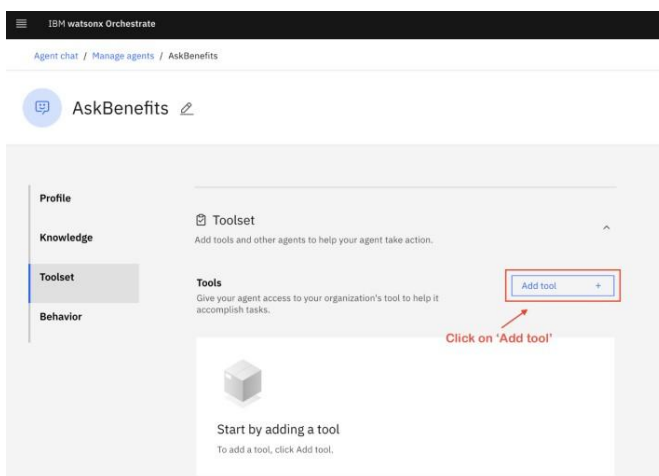 IBM watsonx Orchestrate
Agent chat / Manage agents / AskBenefits
AskBenefits
Profile
Knowledge
Toolset
Behavior
Toolset
Add tools and other agents to help your agent take action.
Tools
Give your agent access to your organization's tool to help it
accomplish tasks.
Add tool +
Click on 'Add tool'
Start by adding a tool
To add a tool, click Add tool.